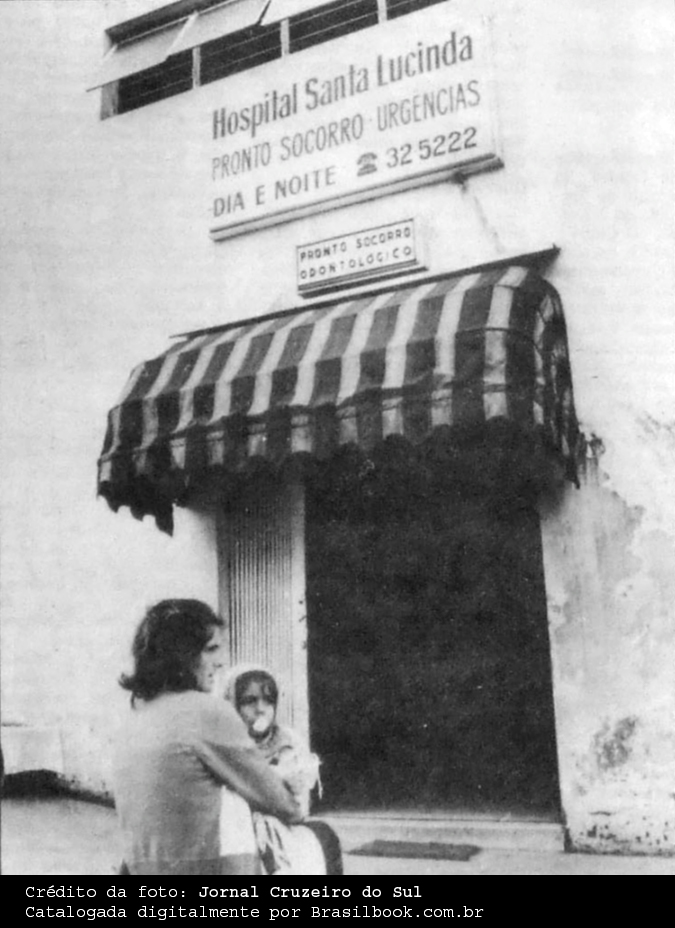 Hospital Santa Lucinda
PRONTO SOCORRO - URGÊNCIAS
DIA E NOITE ☎ 32 5222
PRONTO SOCORRO
ODONTOLOGICO
Crédito da foto: Jornal Cruzeiro do Sul
Catalogada digitalmente por Brasilbook.com.br